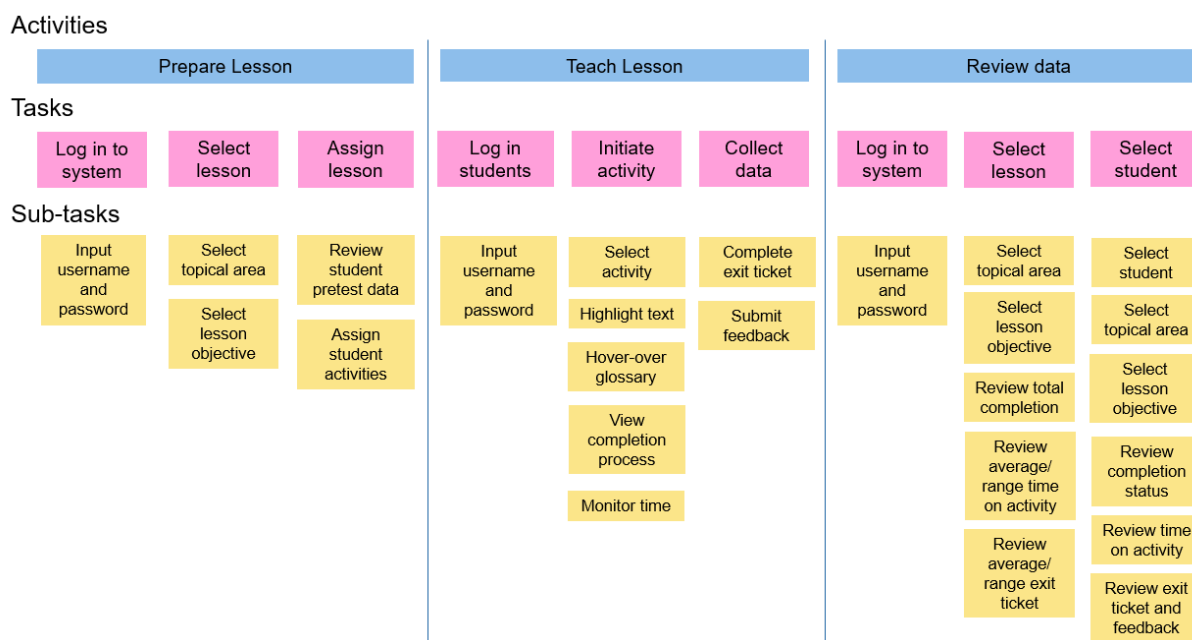 Activities
Prepare Lesson
Teach Lesson
Review data
Tasks
Log in to
system
Select
lesson
Assign
lesson
Log in
students
Initiate
activity
Collect
data
Log in to
system
Select
lesson
Select
student
Sub-tasks
Input
username
and
password
Select
topical area
Select
lesson
objective
Review
student
pretest data
Assign
student
activities
Input
username
and
password
Select
activity
Highlight text
Hover-over
glossary
View
completion
process
Monitor time
Complete
exit ticket
Submit
feedback
Input
username
and
password
Select
topical area
Select
lesson
objective
Review total
completion
Review
average/
range time
on activity
Review
average/
range exit
ticket
Select
student
Select
topical area
Select
lesson
objective
Review
completion
status
Review time
on activity
Review exit
ticket and
feedback